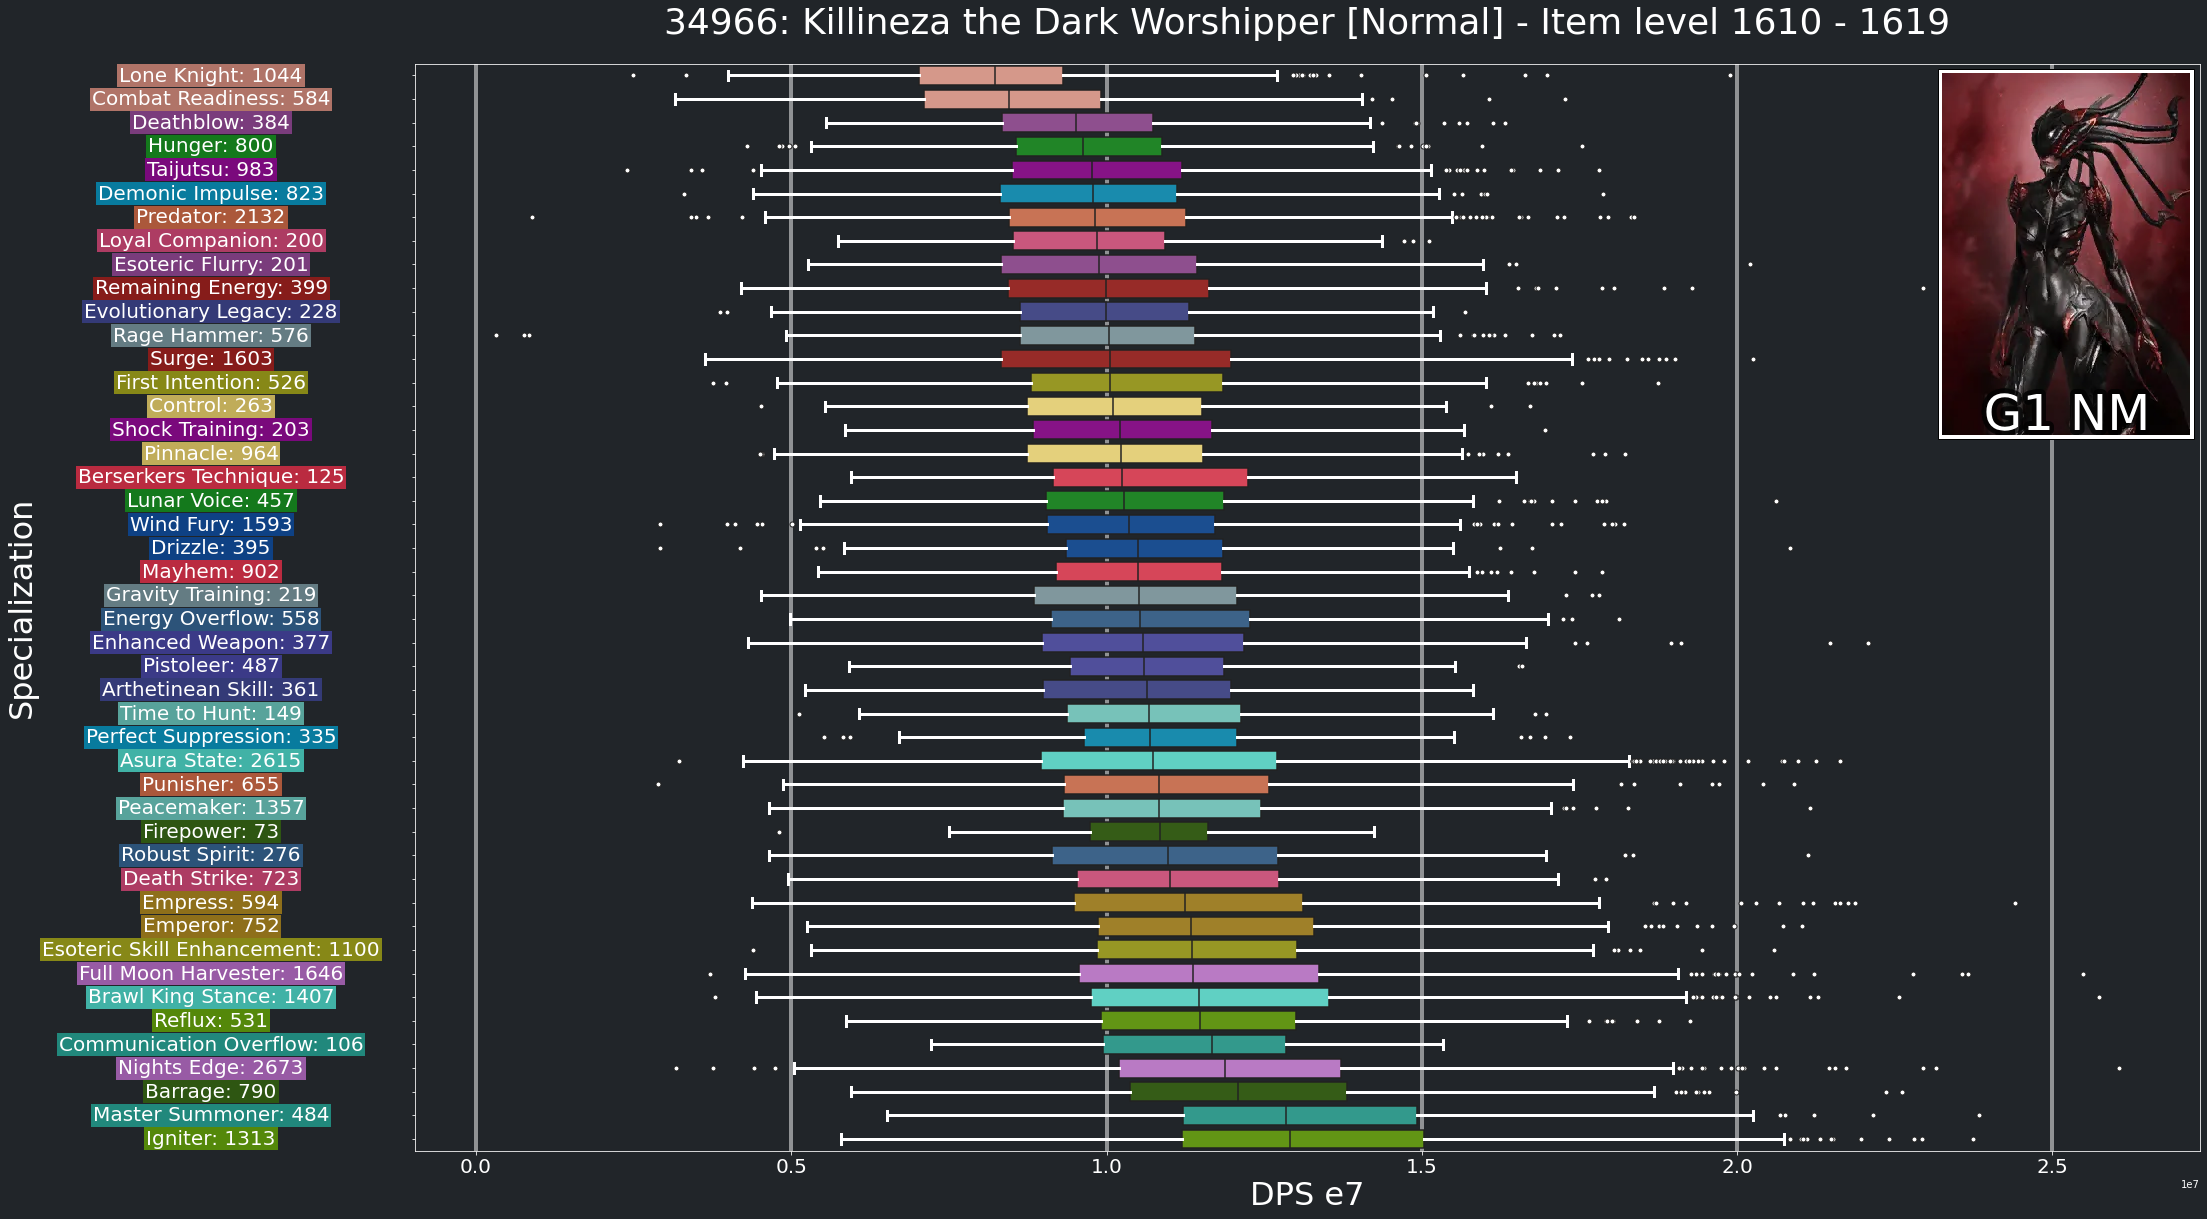 34966: Killineza the Dark Worshipper [Normal] - Item level 1610 - 1619
Specialization
Lone Knight: 1044
Combat Readiness: 584
Deathblow: 384
Hunger: 800
Taijutsu: 983
Demonic Impulse: 823
Predator: 2132
Loyal Companion: 200
Esoteric Flurry: 201
Remaining Energy: 399
Evolutionary Legacy: 228
Rage Hammer: 576
Surge: 1603
First Intention: 526
Control: 263
Shock Training: 203
Pinnacle: 964
Berserkers Technique: 125
Lunar Voice: 457
Wind Fury: 1593
Drizzle: 395
Mayhem: 902
Gravity Training: 219
Energy Overflow: 558
Enhanced Weapon: 377
Pistoleer: 487
Arthetinean Skill: 361
Time to Hunt: 149
Perfect Suppression: 335
Asura State: 2615
Punisher: 655
Peacemaker: 1357
Firepower: 73
Robust Spirit: 276
Death Strike: 723
Empress: 594
Emperor: 752
Esoteric Skill Enhancement: 1100
Full Moon Harvester: 1646
Brawl King Stance: 1407
Reflux: 531
Communication Overflow: 106
Nights Edge: 2673
Barrage: 790
Master Summoner: 484
Igniter: 1313
G1 NM
0.0 0.5 1.0 1.5 2.0 2.5
1e7
DPS e7